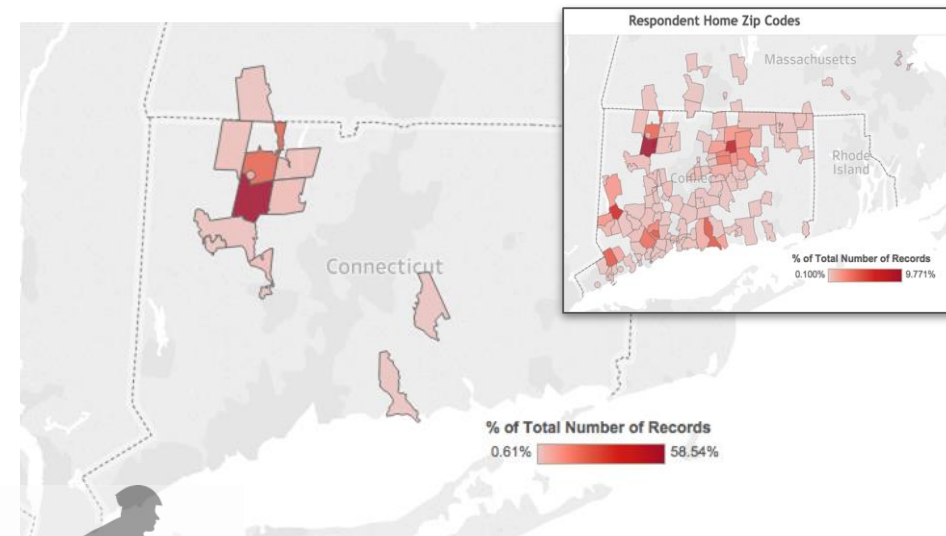 Respondent Home Zip Codes
Massachusetts
Rhode
Island
Connec
% of Total Number of Records
0.100% 9.771%
Connecticut
% of Total Number of Records
0.61% 58.54%